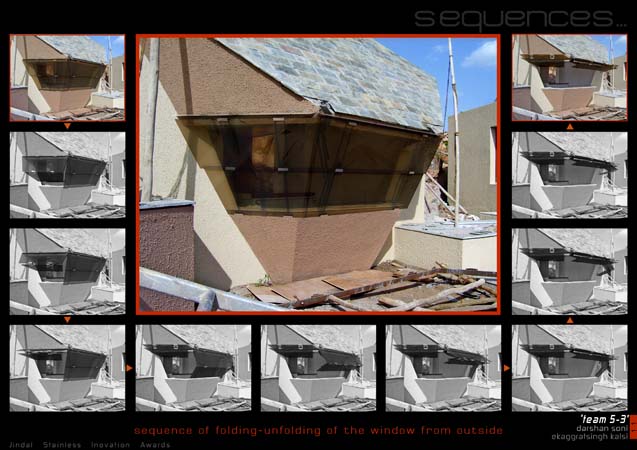 sequences...
'team 5-3'
darshan soni
ekaggratsingh kalsi
sequence of folding-unfolding of the window from outside
Jindal Stainless Inovation Awards